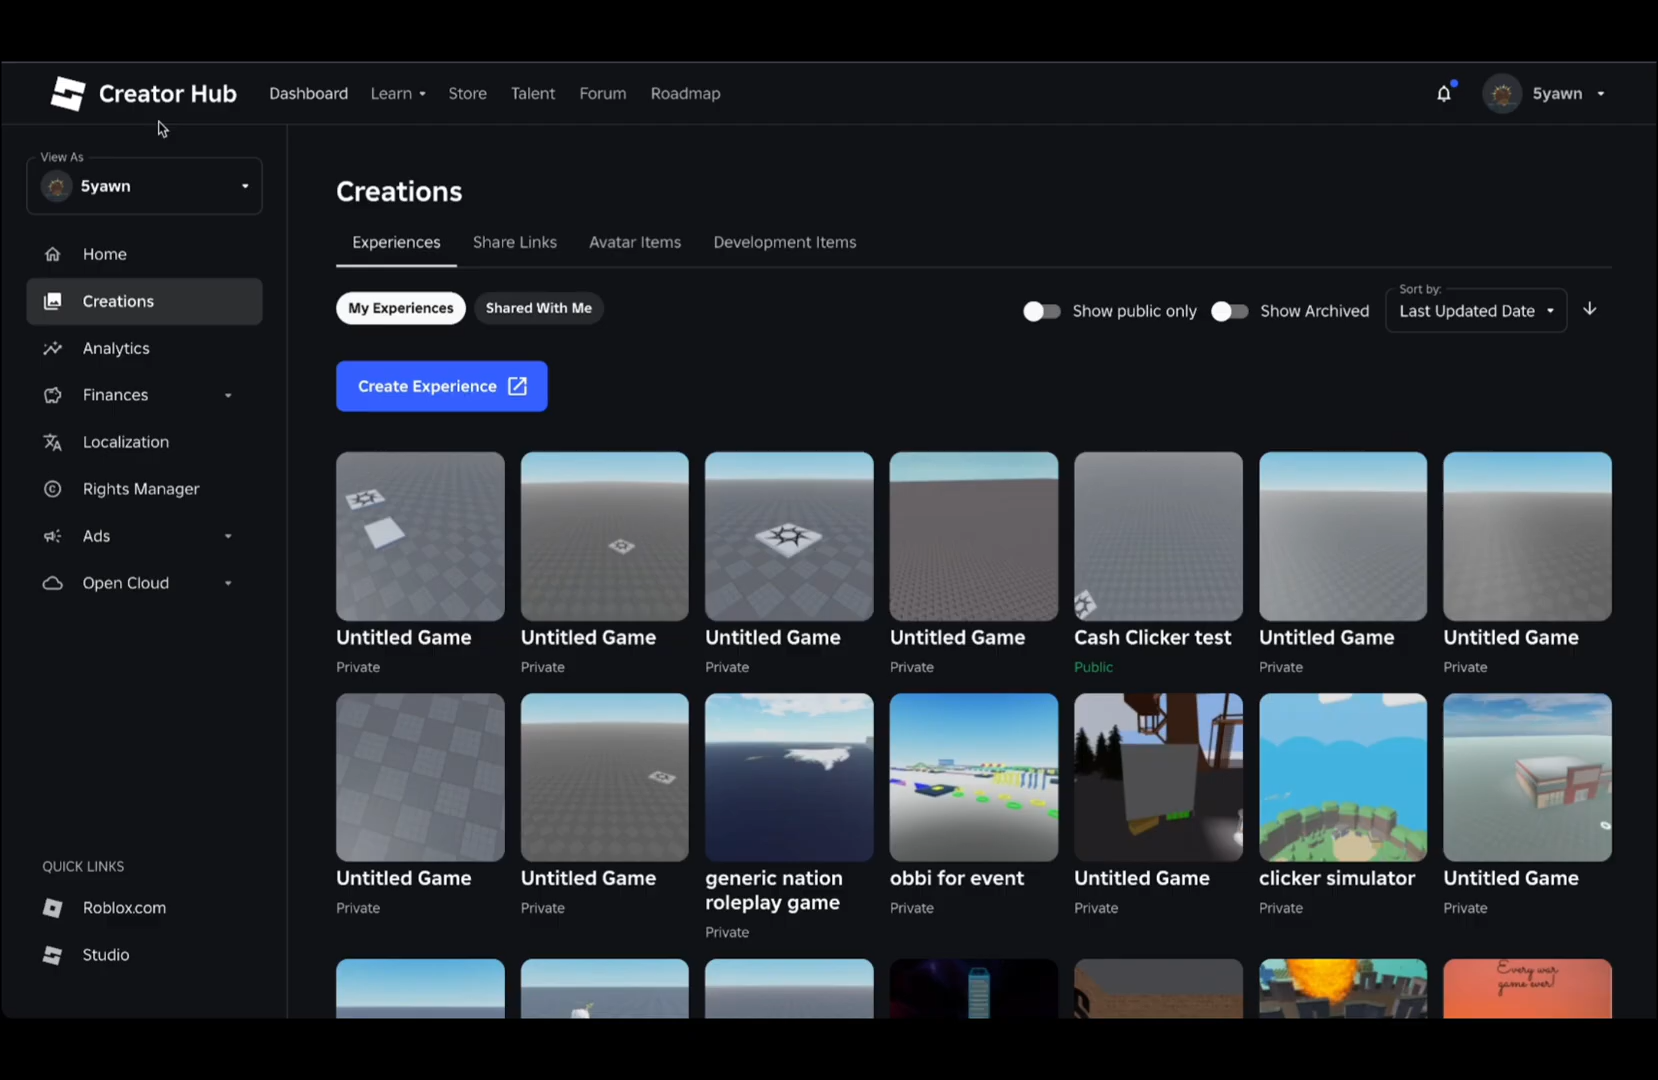 Creator Hub
Dashboard
Learn
Store
Talent
Forum
Roadmap
5yawn
View As
5yawn
Home
Creations
Analytics
Finances
Localization
Rights Manager
Ads
Open Cloud
QUICK LINKS
Roblox.com
Studio
Creations
Experiences
Share Links
Avatar Items
Development Items
My Experiences
Shared With Me
Show public only
Show Archived
Sort by:
Last Updated Date
Create Experience
Untitled Game
Private
Untitled Game
Private
Untitled Game
Private
Untitled Game
Private
Cash Clicker test
Public
Untitled Game
Private
Untitled Game
Private
Untitled Game
Private
Untitled Game
Private
generic nation
roleplay game
Private
obbi for event
Private
Untitled Game
Private
clicker simulator
Private
Untitled Game
Private
Every war
game ever!